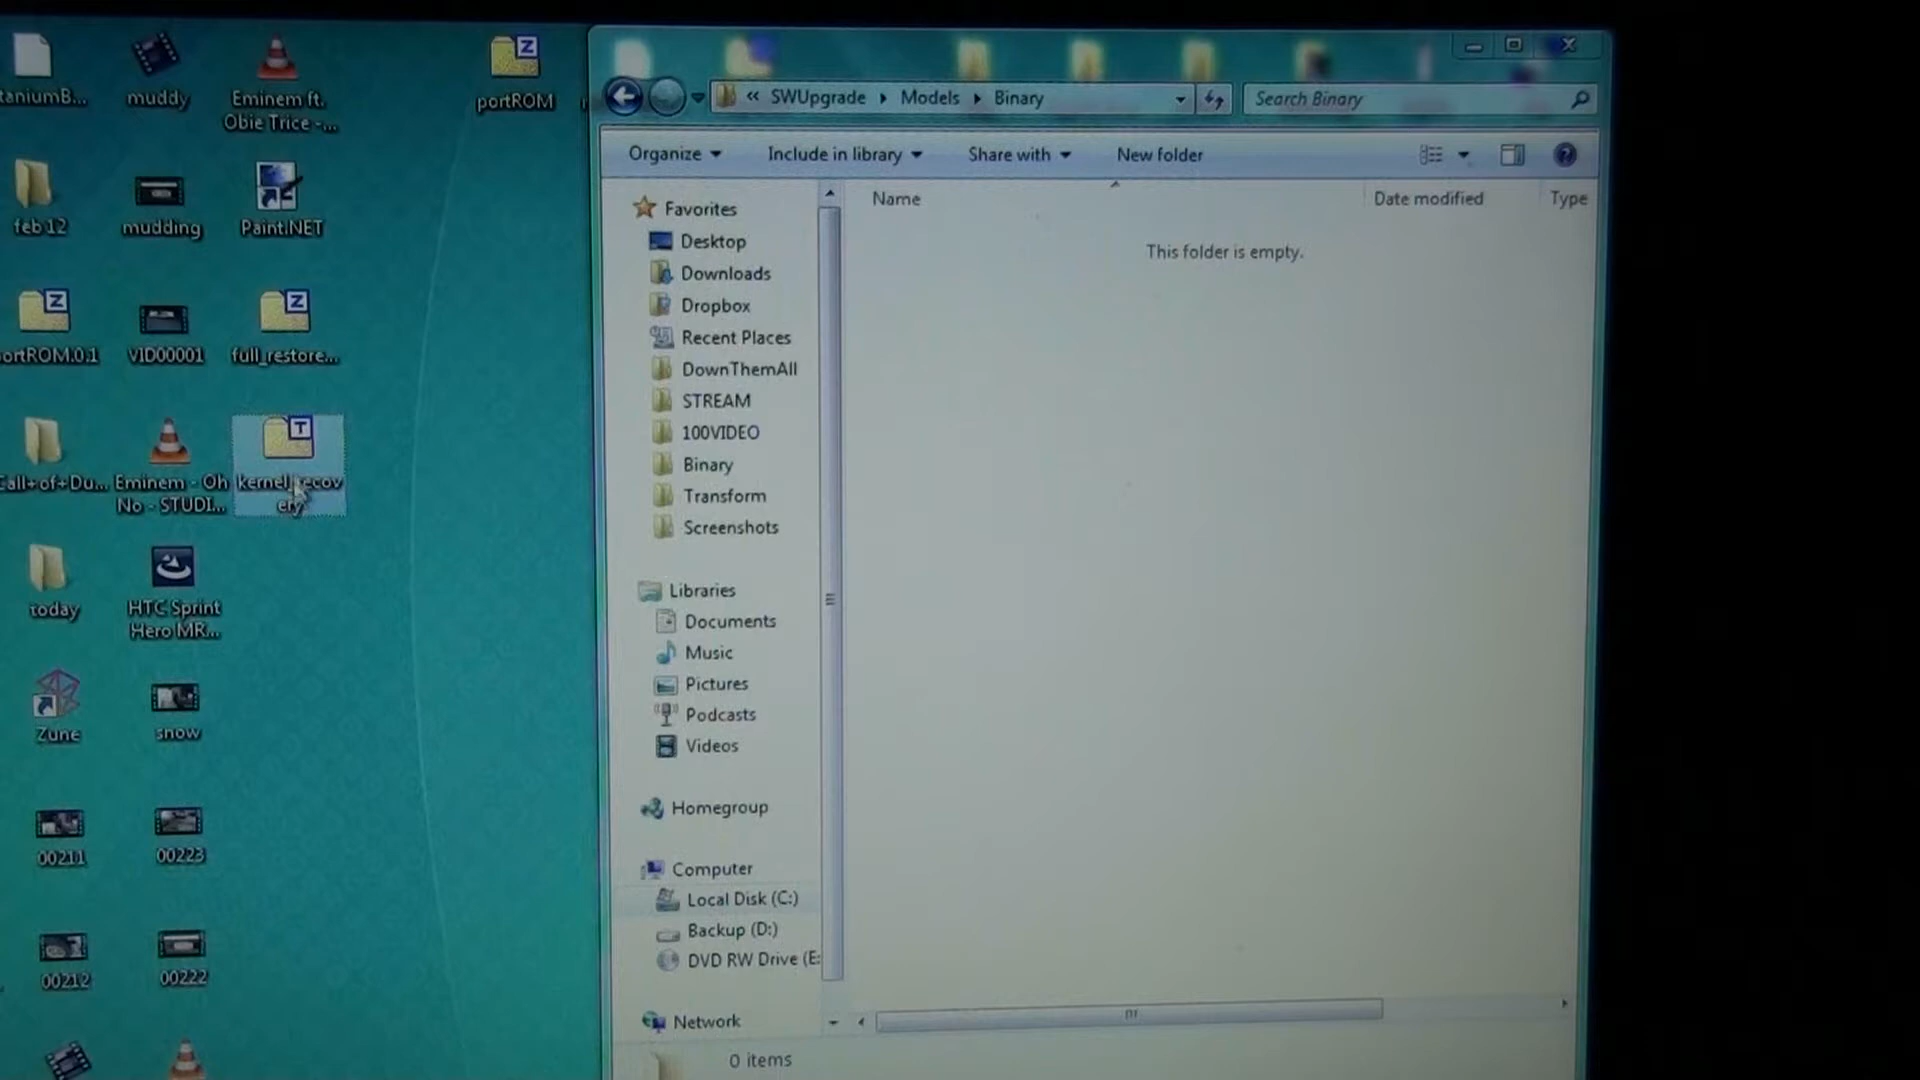 taniumB...
muddy
Eminem ft.
Obie Trice -...
portROM
feb 12
mudding
Paint.NET
ortROM.0.1
VID00001
full_restore...
Call+of+Du...
Eminem - Oh
No - STUDI...
kernel_recov
ery
today
HTC Sprint
Hero MR...
Zune
snow
00211
00223
00212
00222
« SWUpgrade Models Binary
Search Binary
Organize
Include in library
Share with
New folder
Name
Date modified
Type
This folder is empty.
Favorites
Desktop
Downloads
Dropbox
Recent Places
DownThemAll
STREAM
100VIDEO
Binary
Transform
Screenshots
Libraries
Documents
Music
Pictures
Podcasts
Videos
Homegroup
Computer
Local Disk (C:)
Backup (D:)
DVD RW Drive (E:
Network
0 items
Z
Z
Z
T